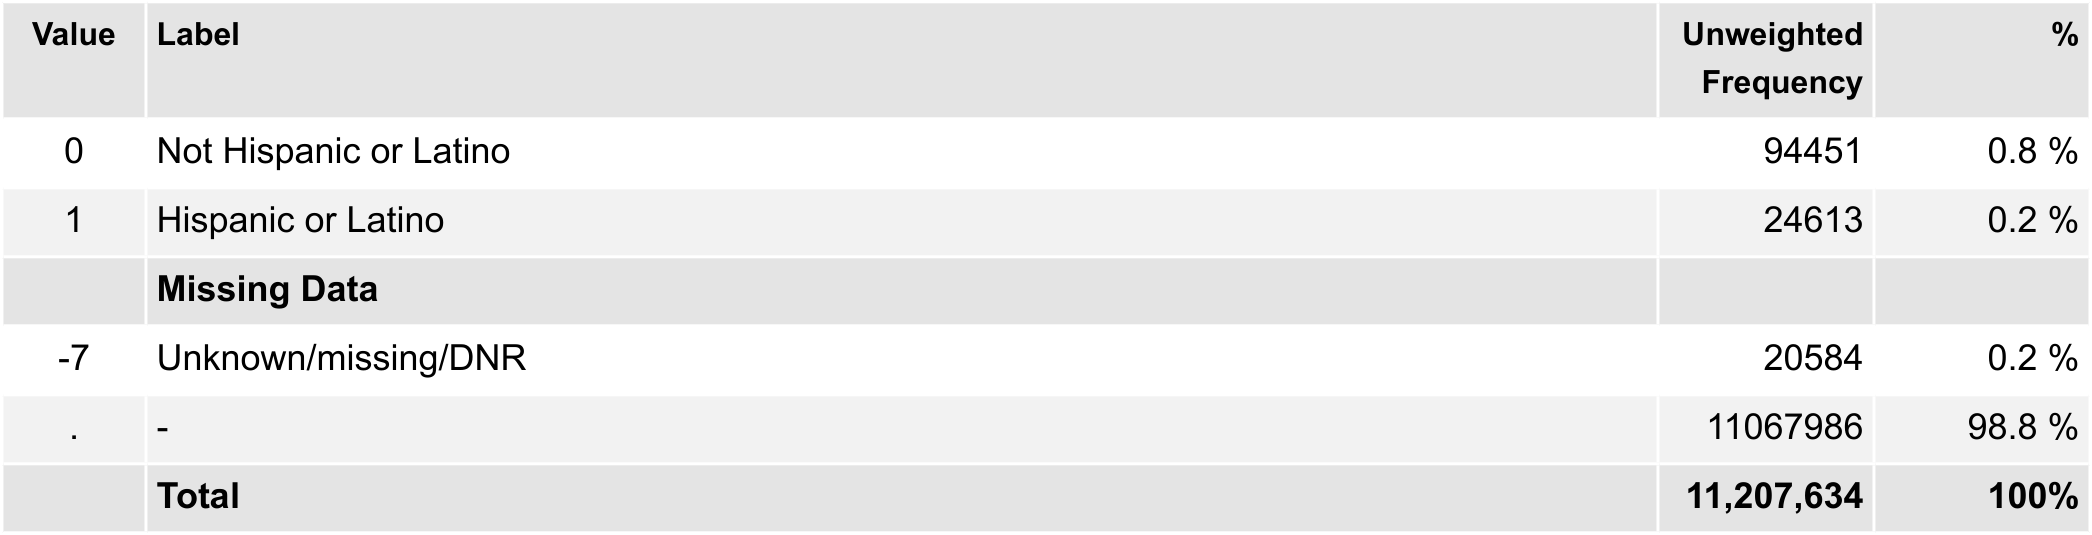 Value Label Unweighted Frequency %
0 Not Hispanic or Latino 94451 0.8 %
1 Hispanic or Latino 24613 0.2 %
Missing Data
-7 Unknown/missing/DNR 20584 0.2 %
. - 11067986 98.8 %
Total 11,207,634 100%